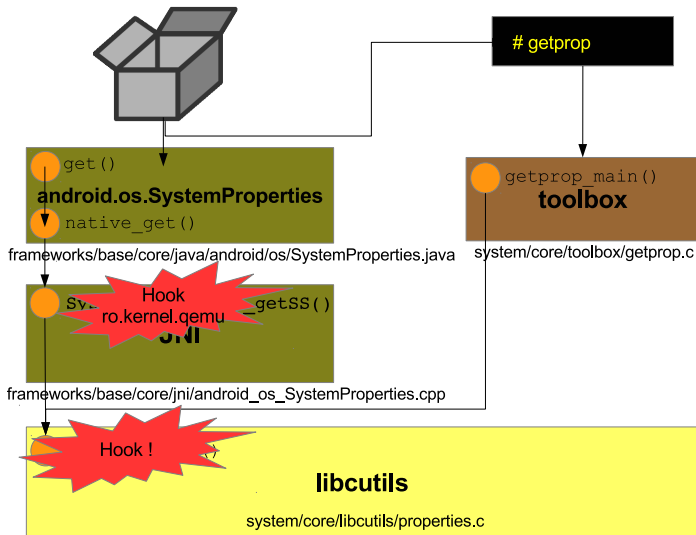 # getprop
get()
android.os.SystemProperties
native_get()
frameworks/base/core/java/android/os/SystemProperties.java
getprop_main()
toolbox
system/core/toolbox/getprop.c
Hook
ro.kernel.qemu
_getSS()
JNI
frameworks/base/core/jni/android_os_SystemProperties.cpp
Hook !
libcutils
system/core/libcutils/properties.c